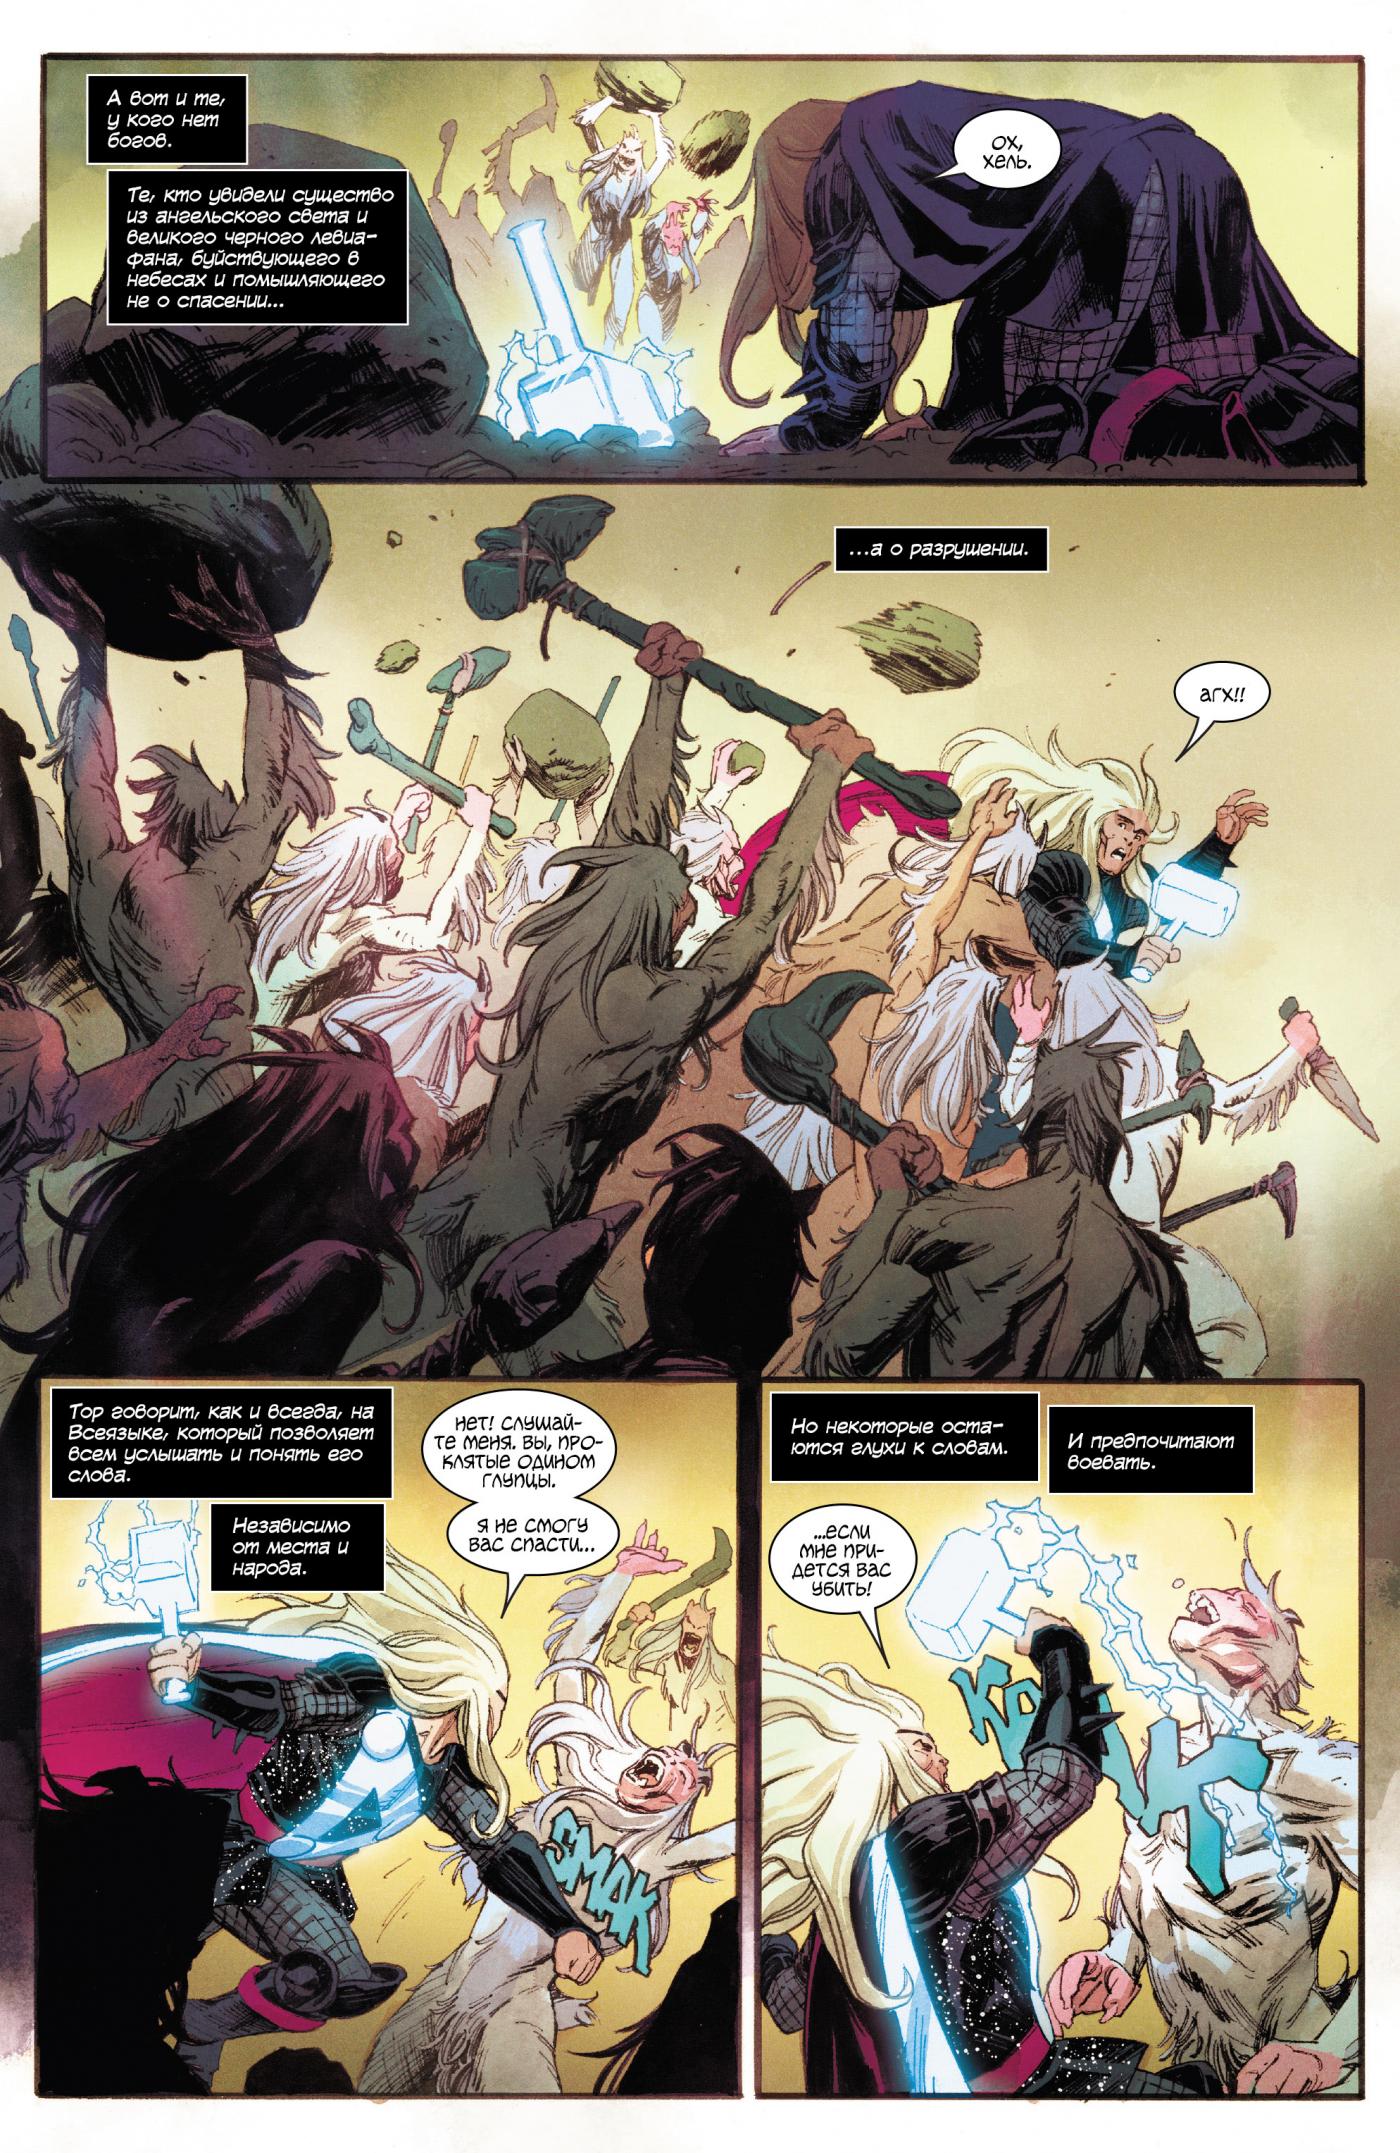 А вот и те,
у кого нет
богов.
Те, кто увидели существо
из ангельского света и
великого черного левиа-
фана, буйствующего в
небесах и помышляющего
не о спасении...
ОХ,
ХЕЛЬ.
...а о разрушении.
АГХ!!
Тор говорит, как и всегда, на
Всеязыке, который позволяет
всем услышать и понять его
слова.
Независимо
от места и
народа.
НЕТ! СЛУШАЙ-
ТЕ МЕНЯ. ВЫ, ПРО-
КЛЯТЫЕ ОДИНОМ
ГЛУПЦЫ.
Я НЕ СМОГУ
ВАС СПАСТИ...
SMAK
Но некоторые оста-
ются глухи к словам.
И предпочитают
воевать.
...ЕСЛИ
МНЕ ПРИ-
ДЕТСЯ ВАС
УБИТЬ!
KRAK